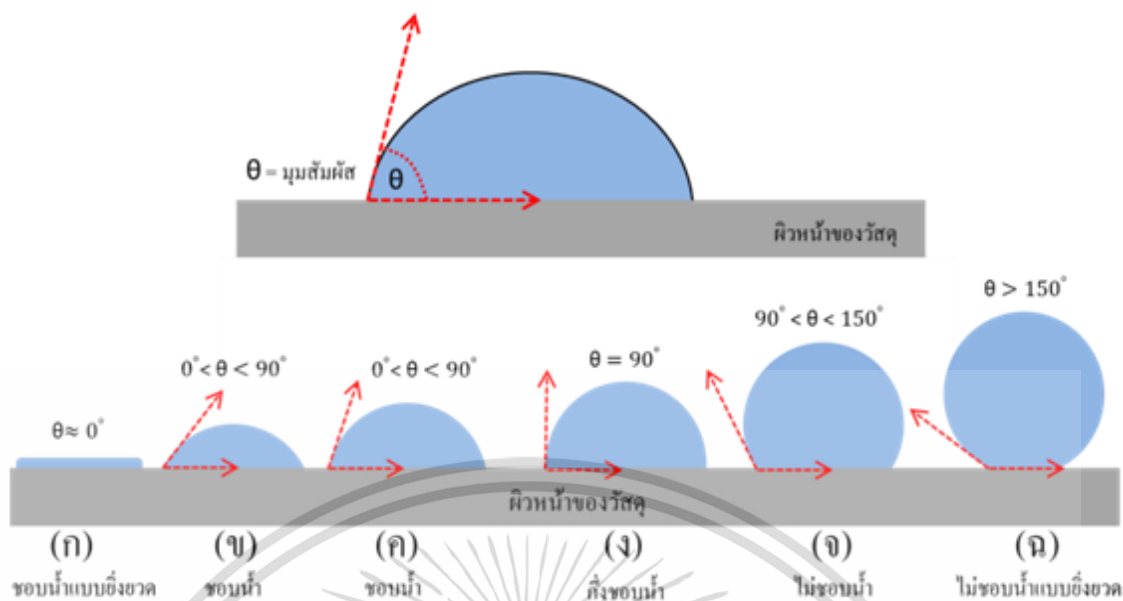 θ = มุมสัมผัส
θ
ผิวหน้าของวัสดุ
θ > 150°
90° < θ < 150°
0° < θ < 90°
0° < θ < 90°
θ = 90°
θ ≈ 0°
ผิวหน้าของวัสดุ
(ก) (ข) (ค) (ง) (จ) (ฉ)
ชอบน้ำแบบยิ่งยวด ชอบน้ำ ชอบน้ำ กึ่งชอบน้ำ ไม่ชอบน้ำ ไม่ชอบน้ำแบบยิ่งยวด